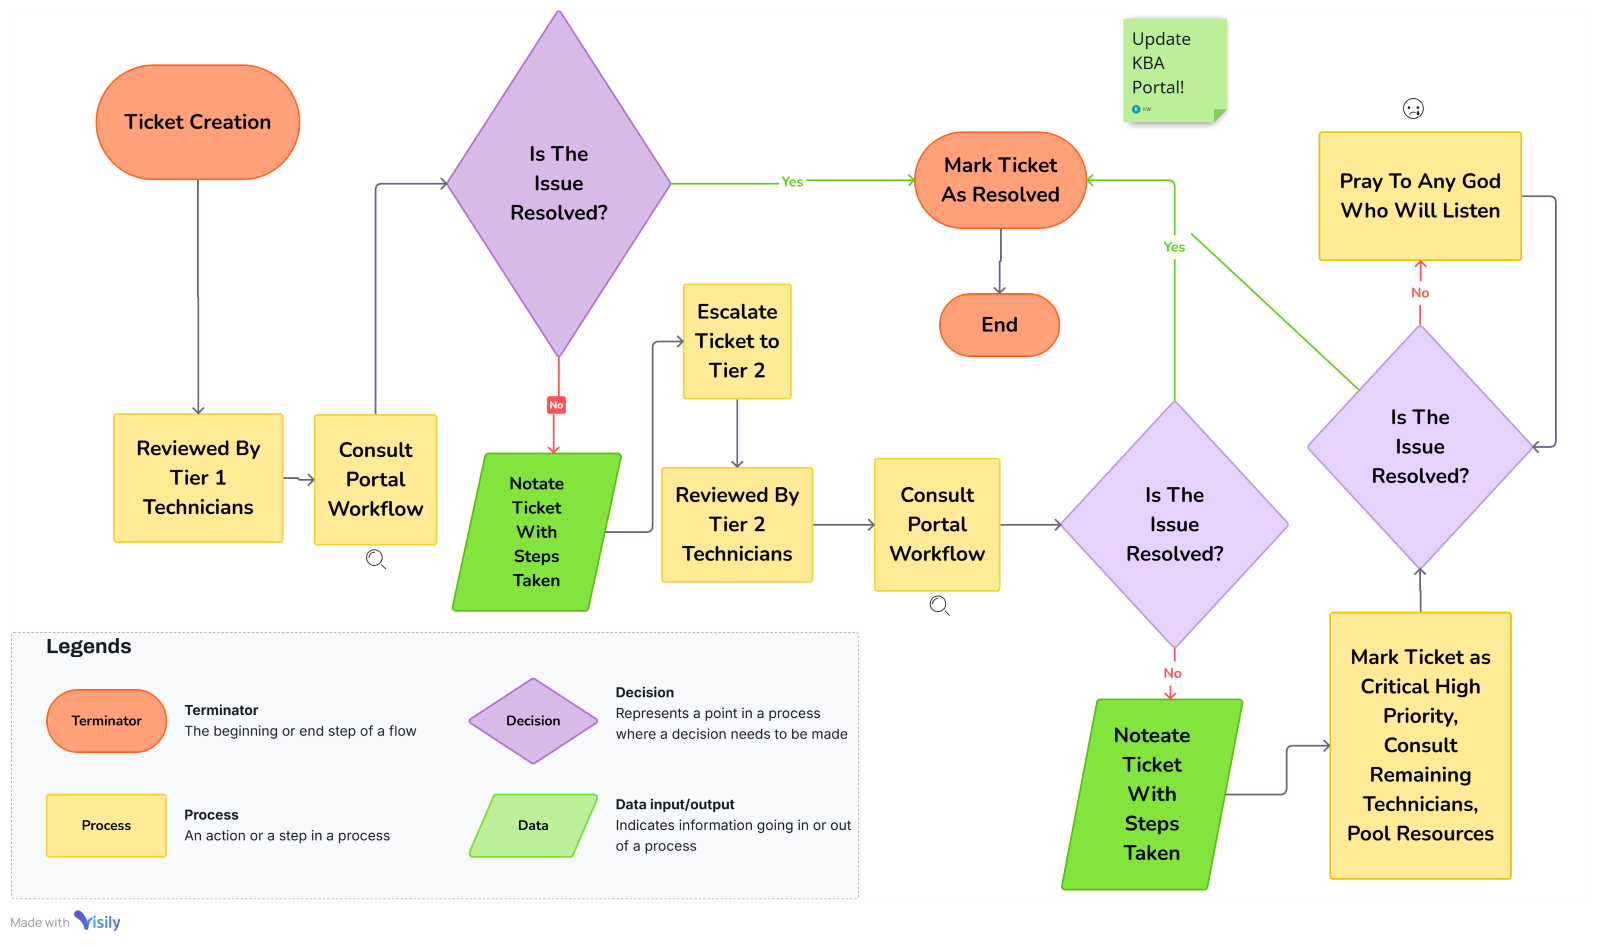 Ticket Creation
Is The
Issue
Resolved?
Yes
Mark Ticket
As Resolved
Update
KBA
Portal!
K KW
Pray To Any God
Who Will Listen
Yes
No
End
Escalate
Ticket to
Tier 2
No
Reviewed By
Tier 1
Technicians
Consult
Portal
Workflow
Notate
Ticket
With
Steps
Taken
Reviewed By
Tier 2
Technicians
Consult
Portal
Workflow
Is The
Issue
Resolved?
Is The
Issue
Resolved?
No
Noteate
Ticket
With
Steps
Taken
Mark Ticket as
Critical High
Priority,
Consult
Remaining
Technicians,
Pool Resources
Legends
Terminator
Terminator
The beginning or end step of a flow
Decision
Decision
Represents a point in a process
where a decision needs to be made
Process
Process
An action or a step in a process
Data
Data input/output
Indicates information going in or out
of a process
Made with Visily